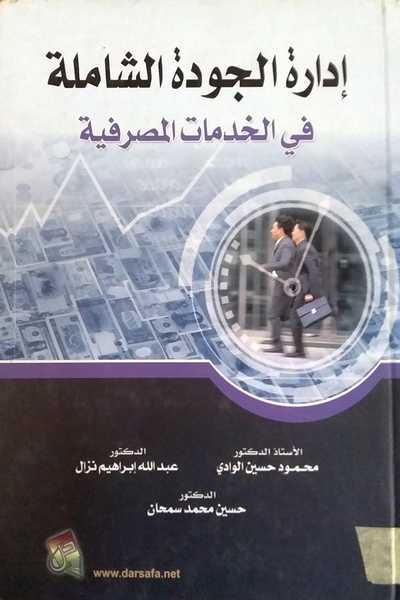 إدارة الجودة الشاملة
في الخدمات المصرفية
الأستاذ الدكتور
محمود حسين الوادي
الدكتور
عبد الله إبراهيم نزال
الدكتور
حسين محمد سمحان
www.darsafa.net